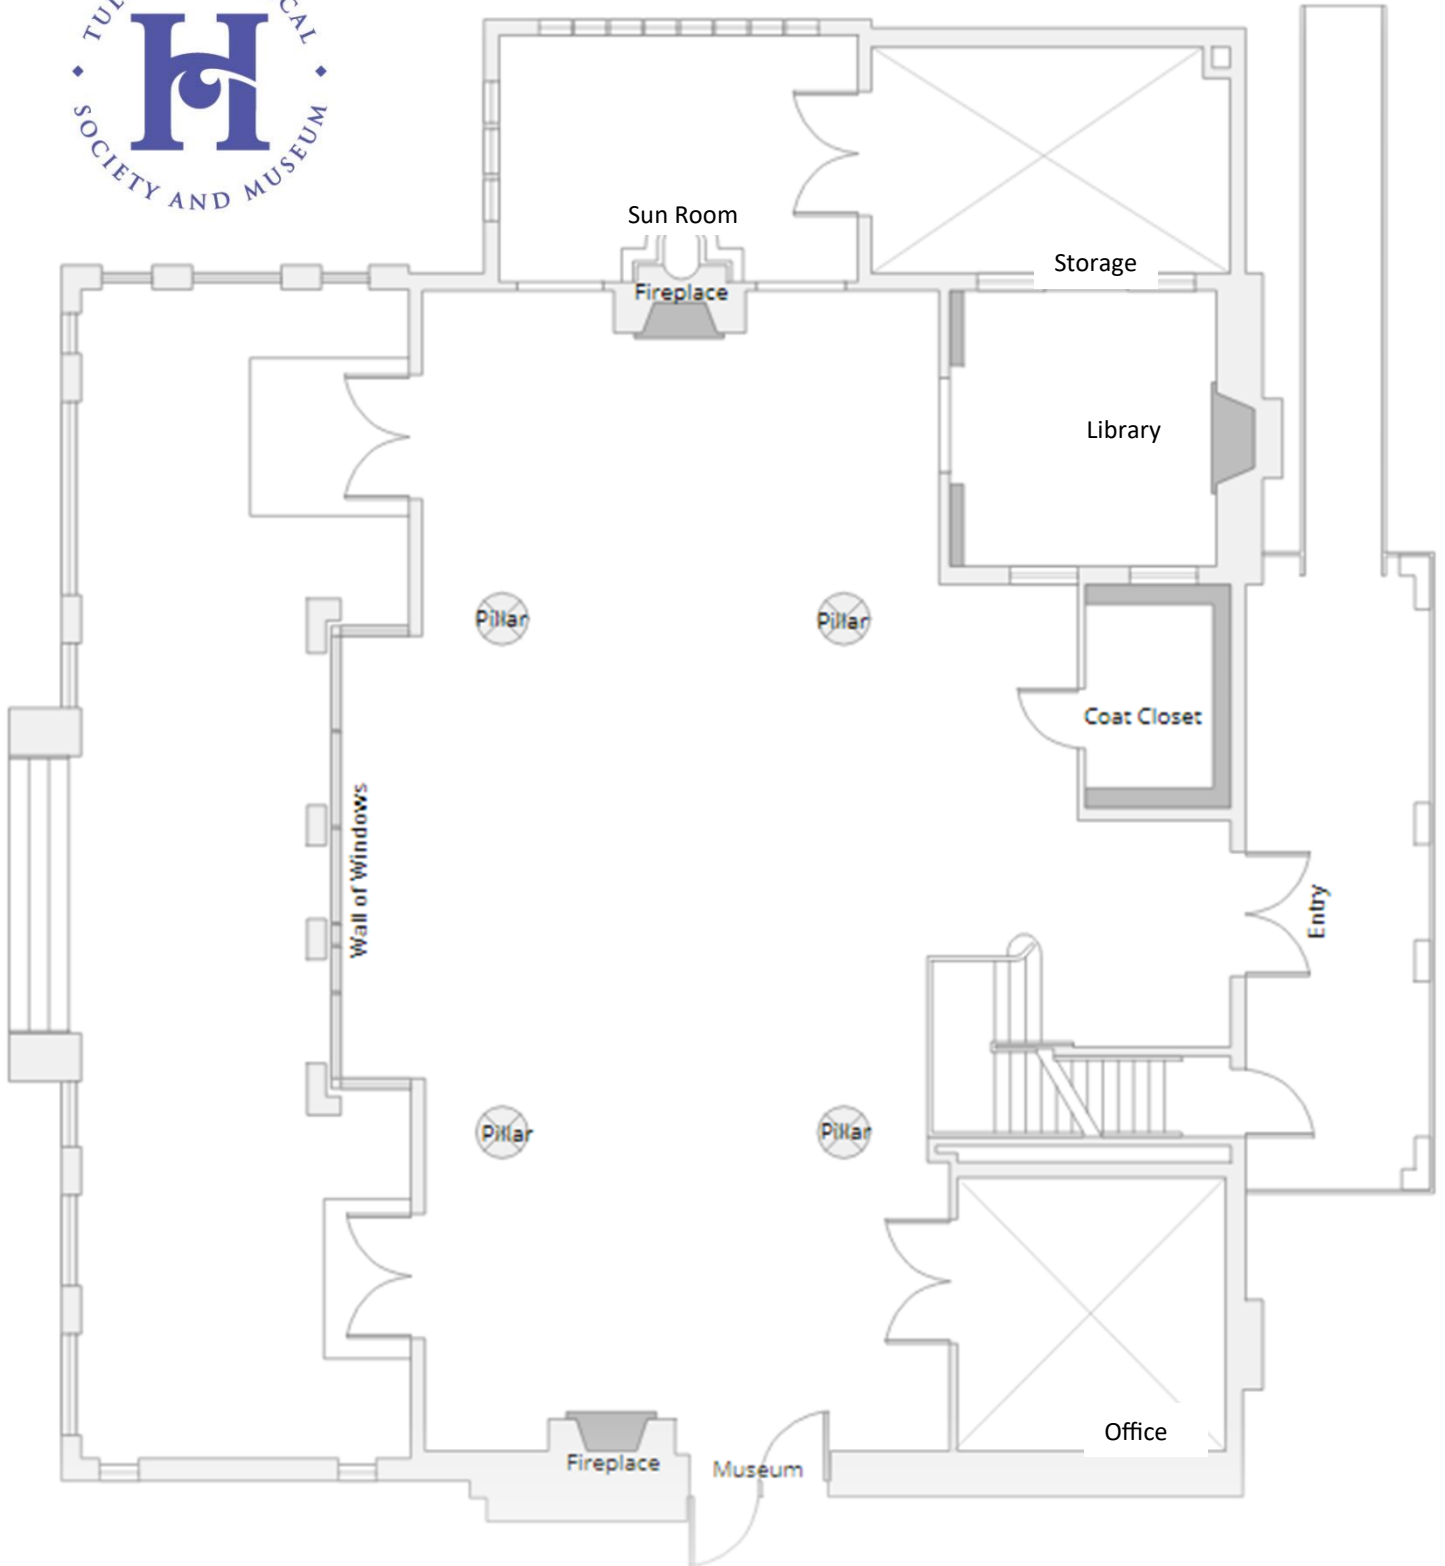 SOCIETY AND MUSEUM
Sun Room
Storage
Fireplace
Library
Pillar
Pillar
Coat Closet
Wall of Windows
Entry
Pillar
Pillar
Office
Fireplace
Museum